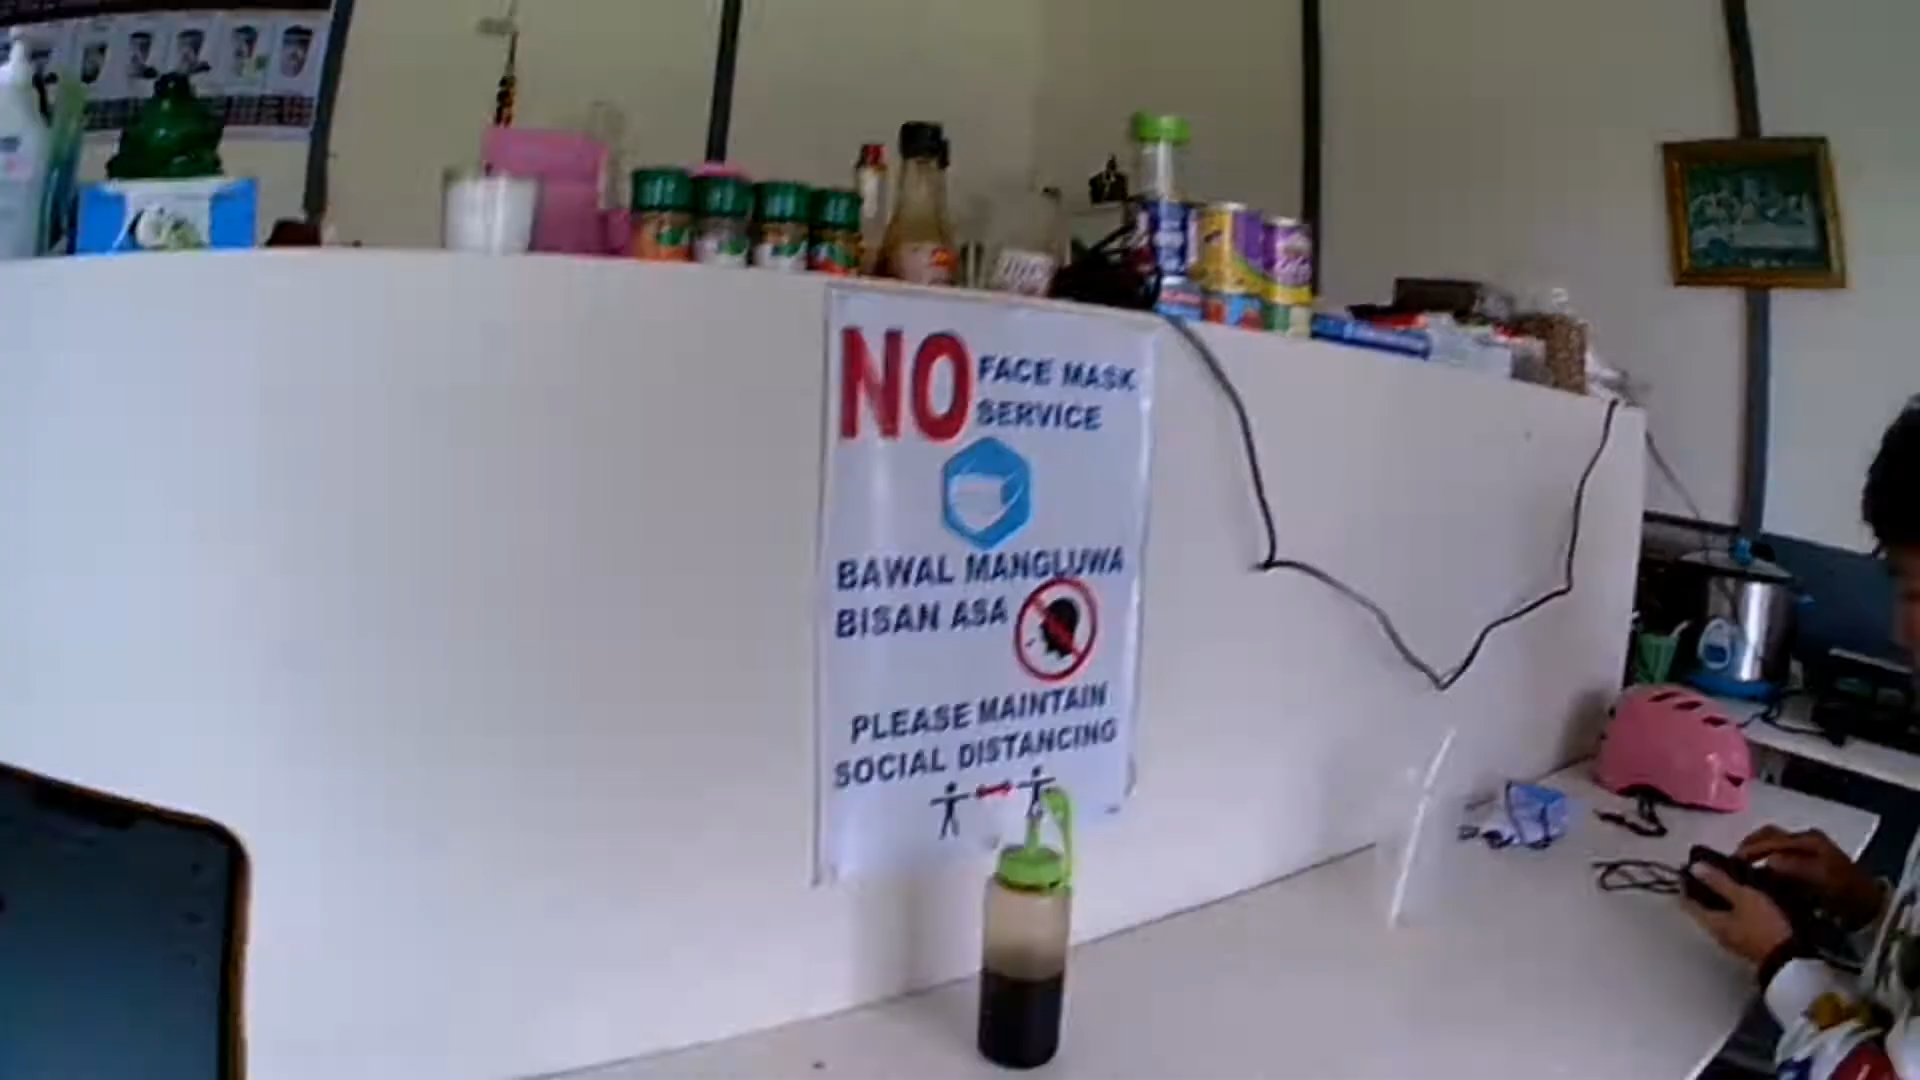 NO FACE MASK
SERVICE
BAWAL MANGLUWA
BISAN ASA
PLEASE MAINTAIN
SOCIAL DISTANCING